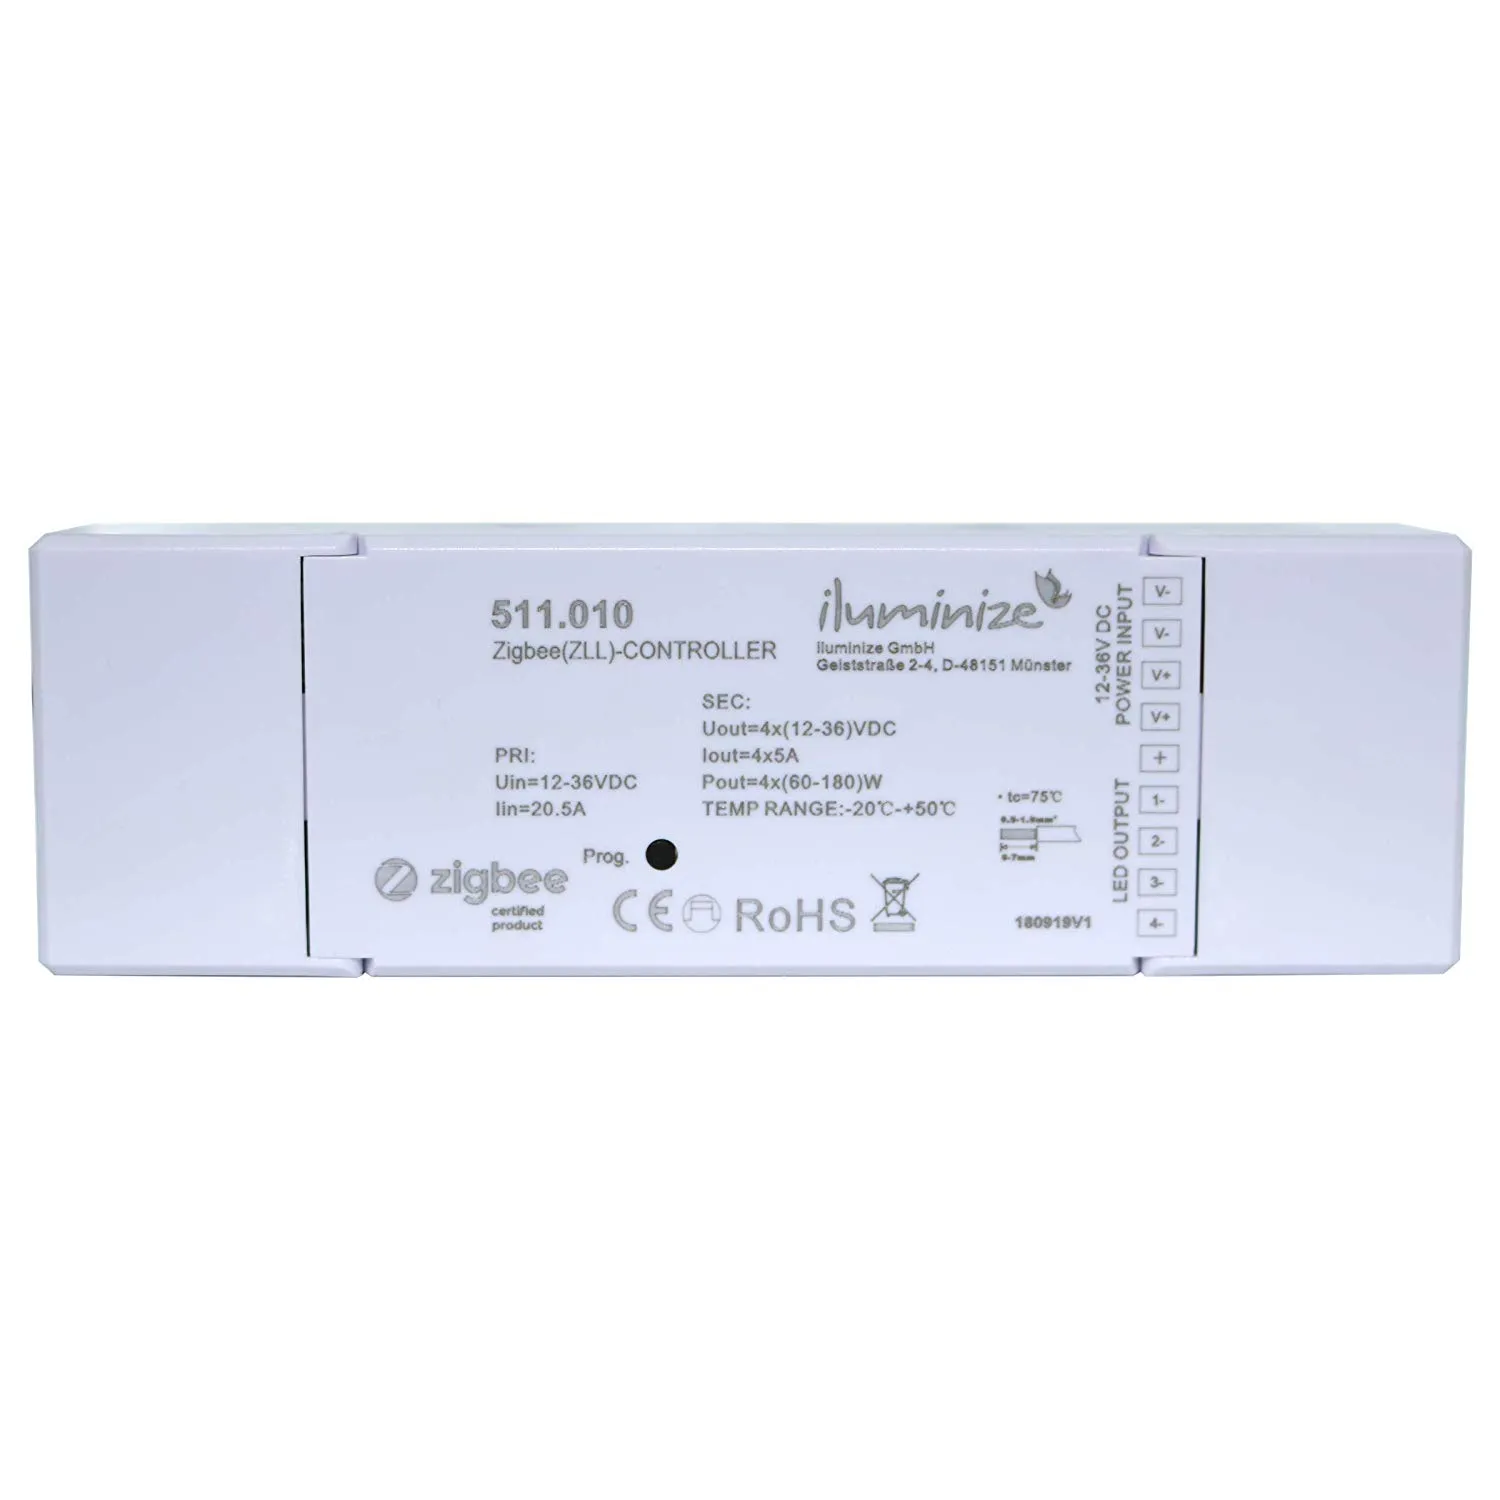 511.010
Zigbee(ZLL)-CONTROLLER
iluminize
iluminize GmbH
Geiststraße 2-4, D-48151 Münster
PRI:
Uin=12-36VDC
Iin=20.5A
SEC:
Uout=4x(12-36)VDC
Iout=4x5A
Pout=4x(60-180)W
TEMP RANGE:-20℃-+50℃
Prog.
zigbee
certified
product
CE
RoHS
• tc=75℃
180919V1
12-36V DC
POWER INPUT
LED OUTPUT
V-
V-
V+
V+
+
1-
2-
3-
4-